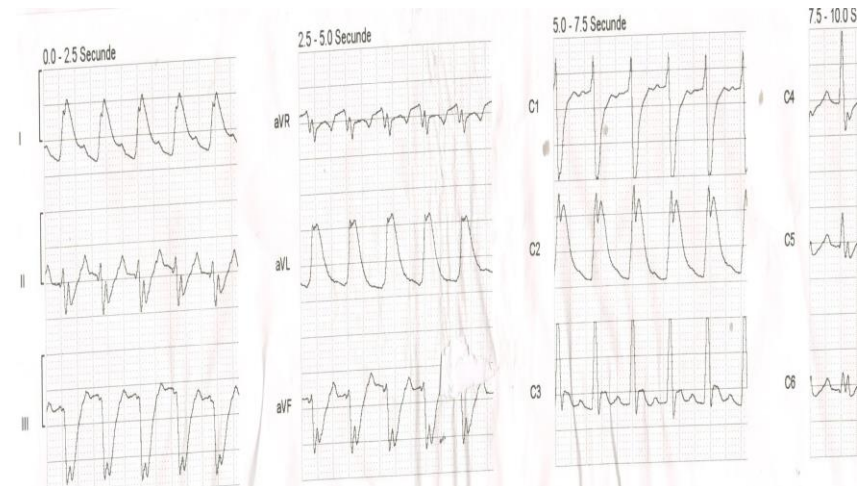 0.0 - 2.5 Secunde
I
II
III
2.5 - 5.0 Secunde
aVR
aVL
aVF
5.0 - 7.5 Secunde
C1
C2
C3
7.5 - 10.0 S
C4
C5
C6